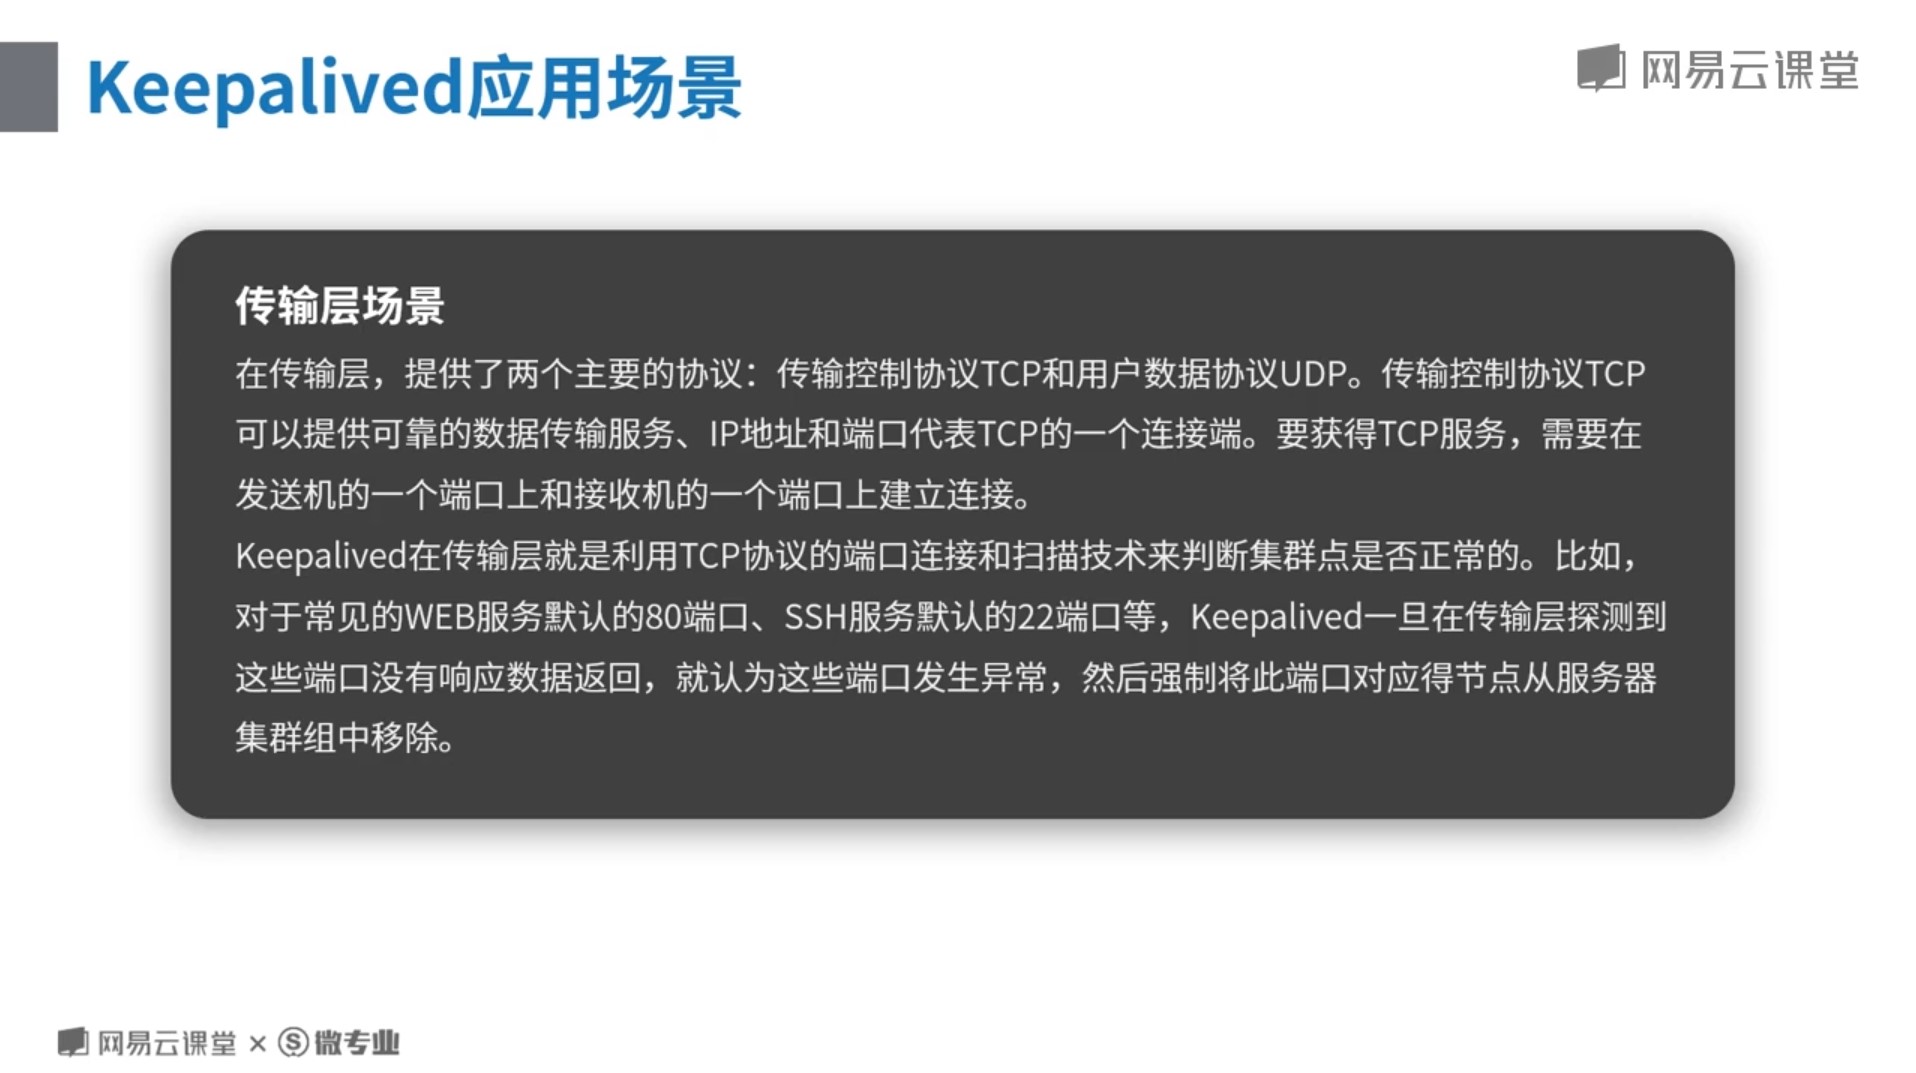 Keepalived应用场景
网易云课堂
传输层场景
在传输层，提供了两个主要的协议：传输控制协议TCP和用户数据协议UDP。传输控制协议TCP
可以提供可靠的数据传输服务、IP地址和端口代表TCP的一个连接端。要获得TCP服务，需要在
发送机的一个端口上和接收机的一个端口上建立连接。
Keepalived在传输层就是利用TCP协议的端口连接和扫描技术来判断集群点是否正常的。比如，
对于常见的WEB服务默认的80端口、SSH服务默认的22端口等，Keepalived一旦在传输层探测到
这些端口没有响应数据返回，就认为这些端口发生异常，然后强制将此端口对应得节点从服务器
集群组中移除。
网易云课堂 × S 微专业